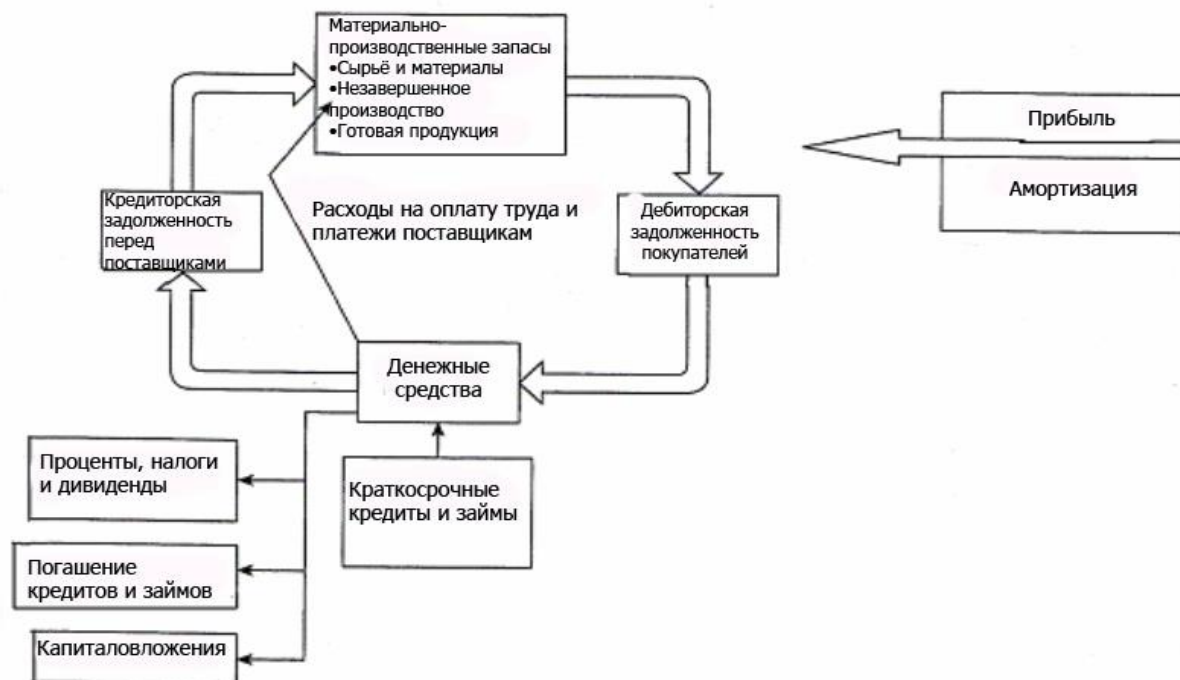 Материально-
производственные запасы
•Сырьё и материалы
•Незавершенное
производство
•Готовая продукция
Прибыль
Амортизация
Кредиторская
задолженность
перед
поставщиками
Расходы на оплату труда и
платежи поставщикам
Дебиторская
задолженность
покупателей
Денежные
средства
Проценты, налоги
и дивиденды
Краткосрочные
кредиты и займы
Погашение
кредитов и займов
Капиталовложения